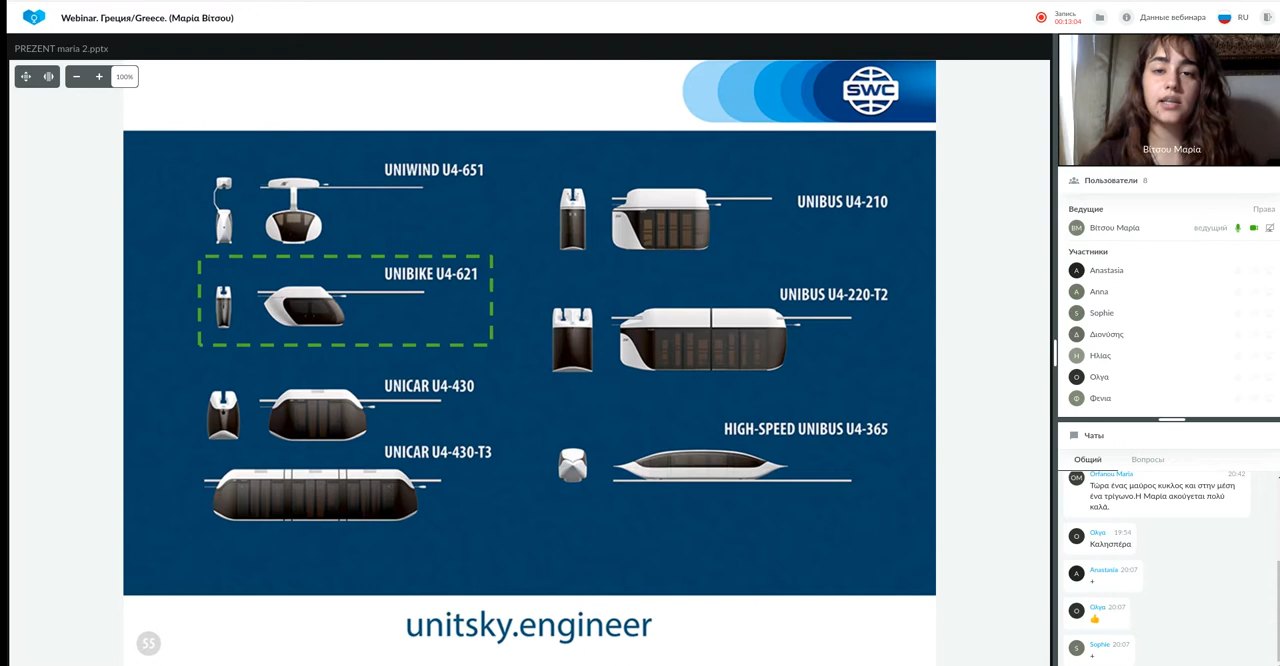 Webinar. Греция/Greece. (Μαρία Βίτσου)
Запись
00:13:04
Данные вебинара
RU
PREZENT maria 2.pptx
100%
SWC
UNIWIND U4-651
UNIBIKE U4-621
UNICAR U4-430
UNICAR U4-430-T3
UNIBUS U4-210
UNIBUS U4-220-T2
HIGH-SPEED UNIBUS U4-365
unitsky.engineer
55
Βίτσου Μαρία
Пользователи 8
Ведущие Права
ΒΜ Βίτσου Μαρία ведущий
Участники
A Anastasia
A Anna
S Sophie
Δ Διονύσης
Η Ηλίας
Ο Ολγα
Φ Φενια
Чаты
Общий Вопросы
OM Orfanou Maria 20:42
Τώρα ένας μαύρος κυκλος και στην μέση
ένα τρίγωνο.Η Μαρία ακούγεται πολύ
καλά,
Ο Ολγα 19:54
Καλησπέρα
A Anastasia 20:07
+
Ο Ολγα 20:07
👍
S Sophie 20:07
+